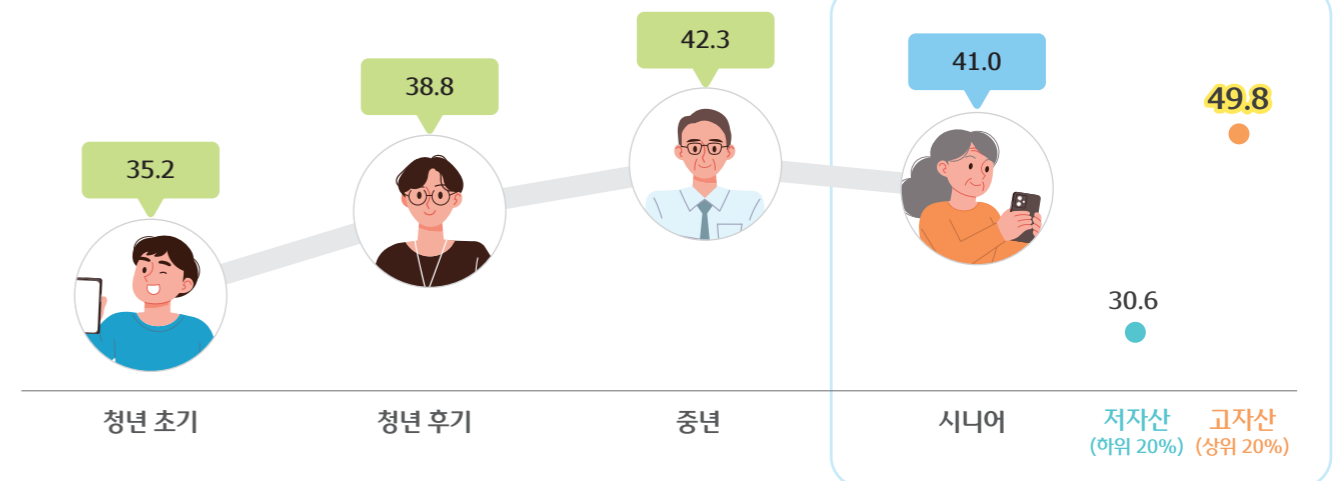 35.2
38.8
42.3
41.0
49.8
30.6
청년 초기
청년 후기
중년
시니어
저자산
(하위 20%)
고자산
(상위 20%)